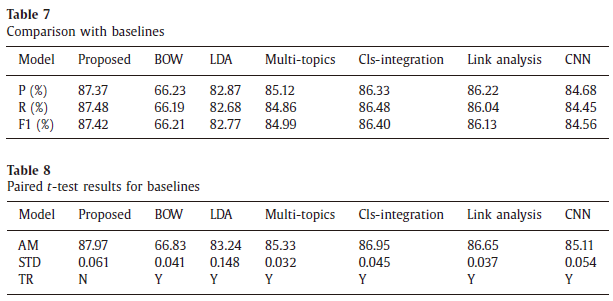 Table 7
Comparison with baselines
Model Proposed BOW LDA Multi-topics Cls-integration Link analysis CNN
P (%) 87.37 66.23 82.87 85.12 86.33 86.22 84.68
R (%) 87.48 66.19 82.68 84.86 86.48 86.04 84.45
F1 (%) 87.42 66.21 82.77 84.99 86.40 86.13 84.56
Table 8
Paired t-test results for baselines
Model Proposed BOW LDA Multi-topics Cls-integration Link analysis CNN
AM 87.97 66.83 83.24 85.33 86.95 86.65 85.11
STD 0.061 0.041 0.148 0.032 0.045 0.037 0.054
TR N Y Y Y Y Y Y